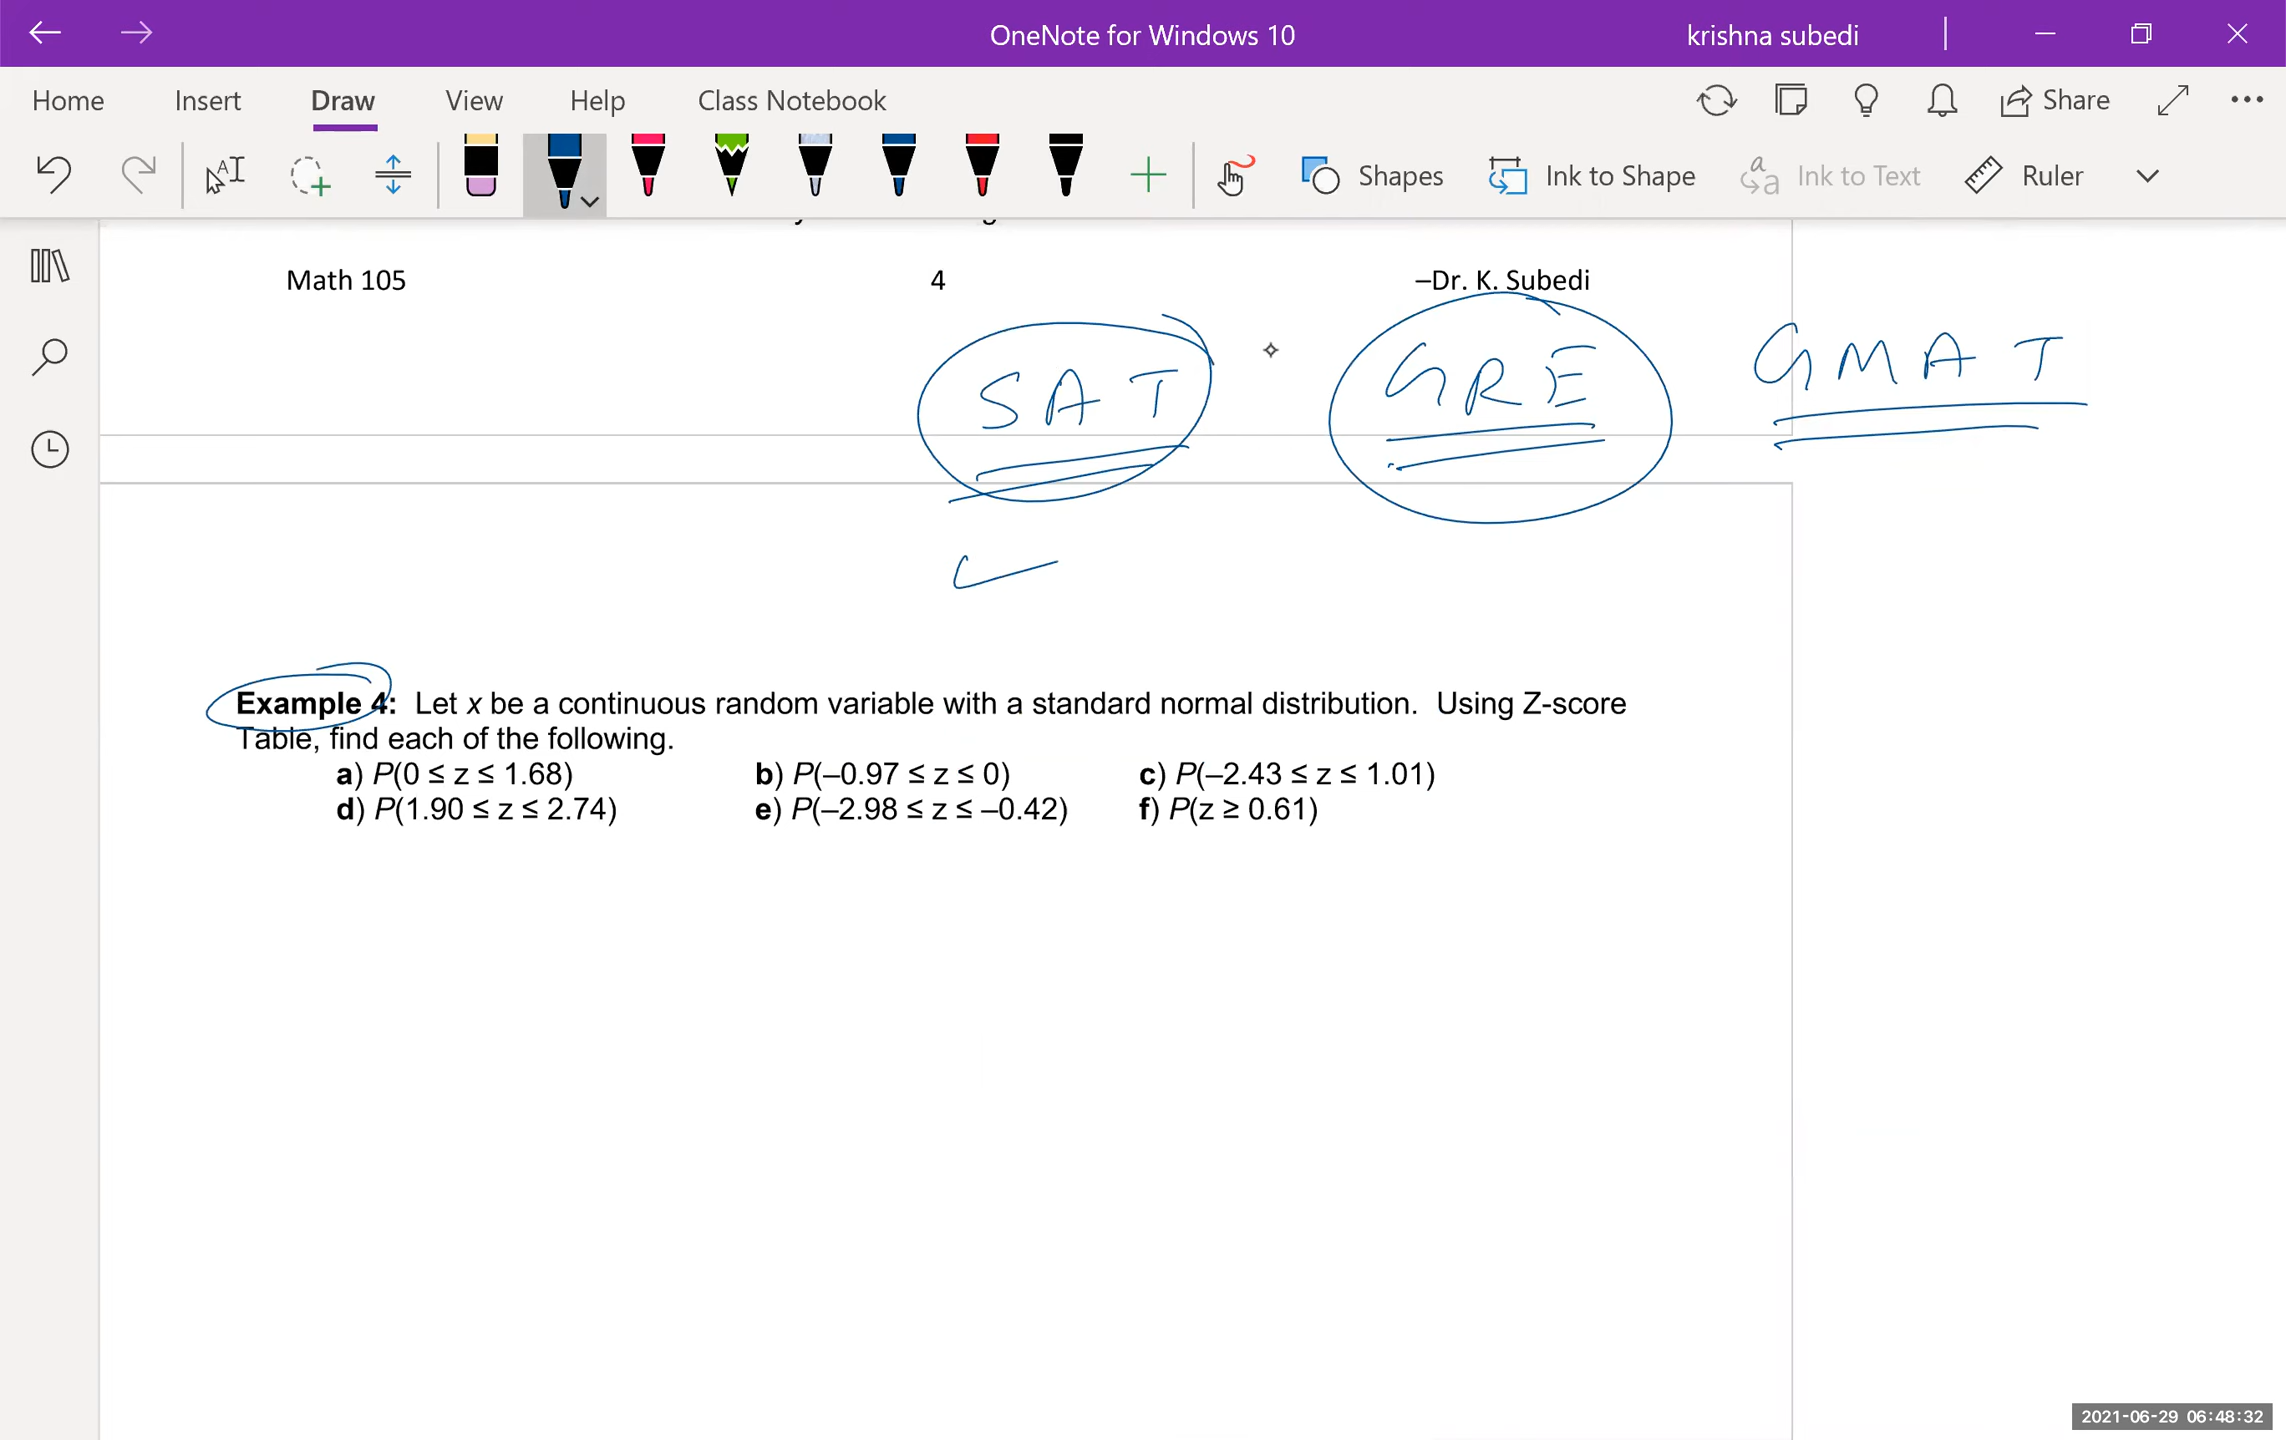 OneNote for Windows 10 krishna subedi
Home Insert Draw View Help Class Notebook Share
Shapes Ink to Shape Ink to Text Ruler
Math 105 4 –Dr. K. Subedi
SAT GRE GMAT
Example 4: Let x be a continuous random variable with a standard normal distribution. Using Z-score
Table, find each of the following.
a) P(0 ≤ z ≤ 1.68) b) P(–0.97 ≤ z ≤ 0) c) P(–2.43 ≤ z ≤ 1.01)
d) P(1.90 ≤ z ≤ 2.74) e) P(–2.98 ≤ z ≤ –0.42) f) P(z ≥ 0.61)
2021-06-29 06:48:32